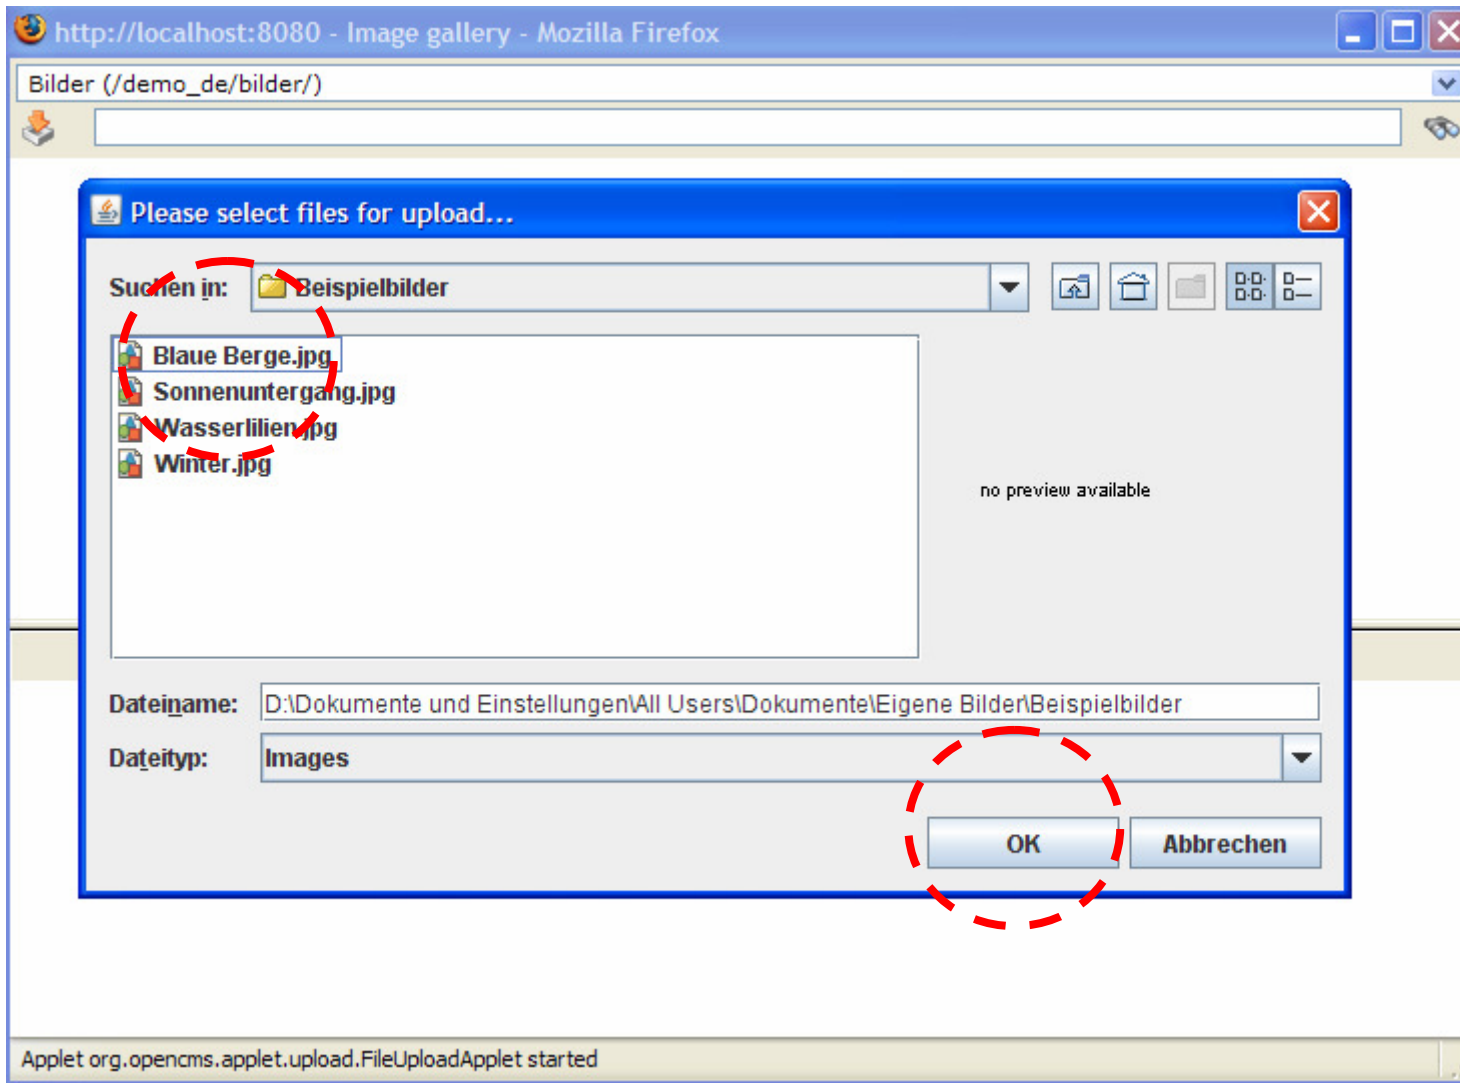 http://localhost:8080 - Image gallery - Mozilla Firefox
Bilder (/demo_de/bilder/)
Please select files for upload...
Suchen in: Beispielbilder
Blaue Berge.jpg
Sonnenuntergang.jpg
Wasserlilien.jpg
Winter.jpg
no preview available
Dateiname: D:\Dokumente und Einstellungen\All Users\Dokumente\Eigene Bilder\Beispielbilder
Dateityp: Images
OK Abbrechen
Applet org.opencms.applet.upload.FileUploadApplet started